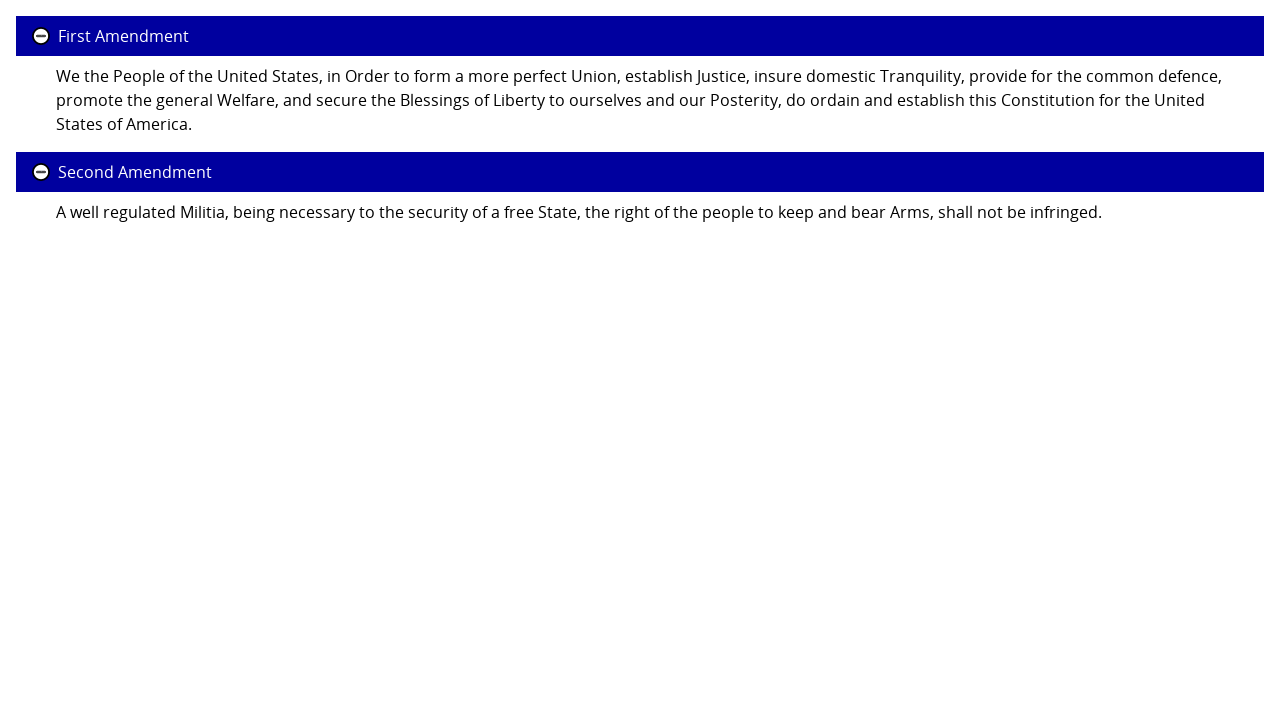 First Amendment
We the People of the United States, in Order to form a more perfect Union, establish Justice, insure domestic Tranquility, provide for the common defence,
promote the general Welfare, and secure the Blessings of Liberty to ourselves and our Posterity, do ordain and establish this Constitution for the United
States of America.
Second Amendment
A well regulated Militia, being necessary to the security of a free State, the right of the people to keep and bear Arms, shall not be infringed.